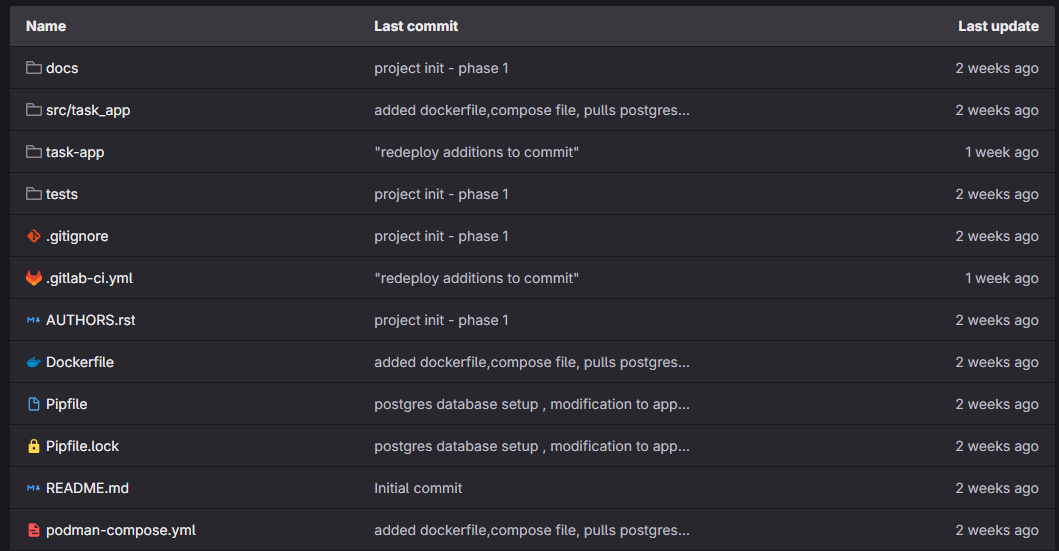 Name Last commit Last update
docs project init - phase 1 2 weeks ago
src/task_app added dockerfile,compose file, pulls postgres... 2 weeks ago
task-app "redeploy additions to commit" 1 week ago
tests project init - phase 1 2 weeks ago
.gitignore project init - phase 1 2 weeks ago
.gitlab-ci.yml "redeploy additions to commit" 1 week ago
AUTHORS.rst project init - phase 1 2 weeks ago
Dockerfile added dockerfile,compose file, pulls postgres... 2 weeks ago
Pipfile postgres database setup , modification to app... 2 weeks ago
Pipfile.lock postgres database setup , modification to app... 2 weeks ago
README.md Initial commit 2 weeks ago
podman-compose.yml added dockerfile,compose file, pulls postgres... 2 weeks ago